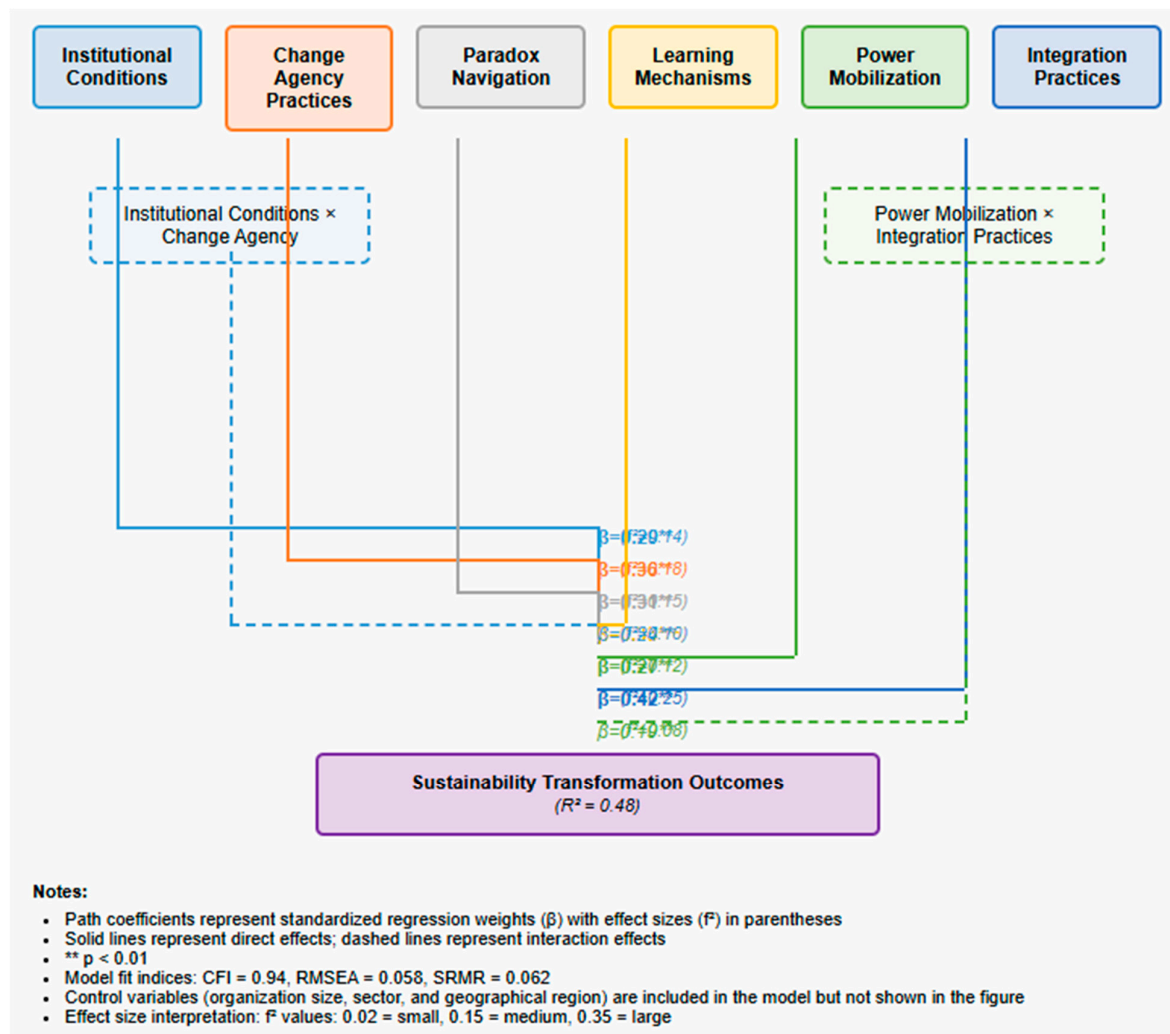 Institutional
Conditions
Change
Agency
Practices
Paradox
Navigation
Learning
Mechanisms
Power
Mobilization
Integration
Practices
Institutional Conditions ×
Change Agency
Power Mobilization ×
Integration Practices
Sustainability Transformation Outcomes
(R² = 0.48)
Notes:
• Path coefficients represent standardized regression weights (β) with effect sizes (f²) in parentheses
• Solid lines represent direct effects; dashed lines represent interaction effects
• ** p < 0.01
• Model fit indices: CFI = 0.94, RMSEA = 0.058, SRMR = 0.062
• Control variables (organization size, sector, and geographical region) are included in the model but not shown in the figure
• Effect size interpretation: f² values: 0.02 = small, 0.15 = medium, 0.35 = large